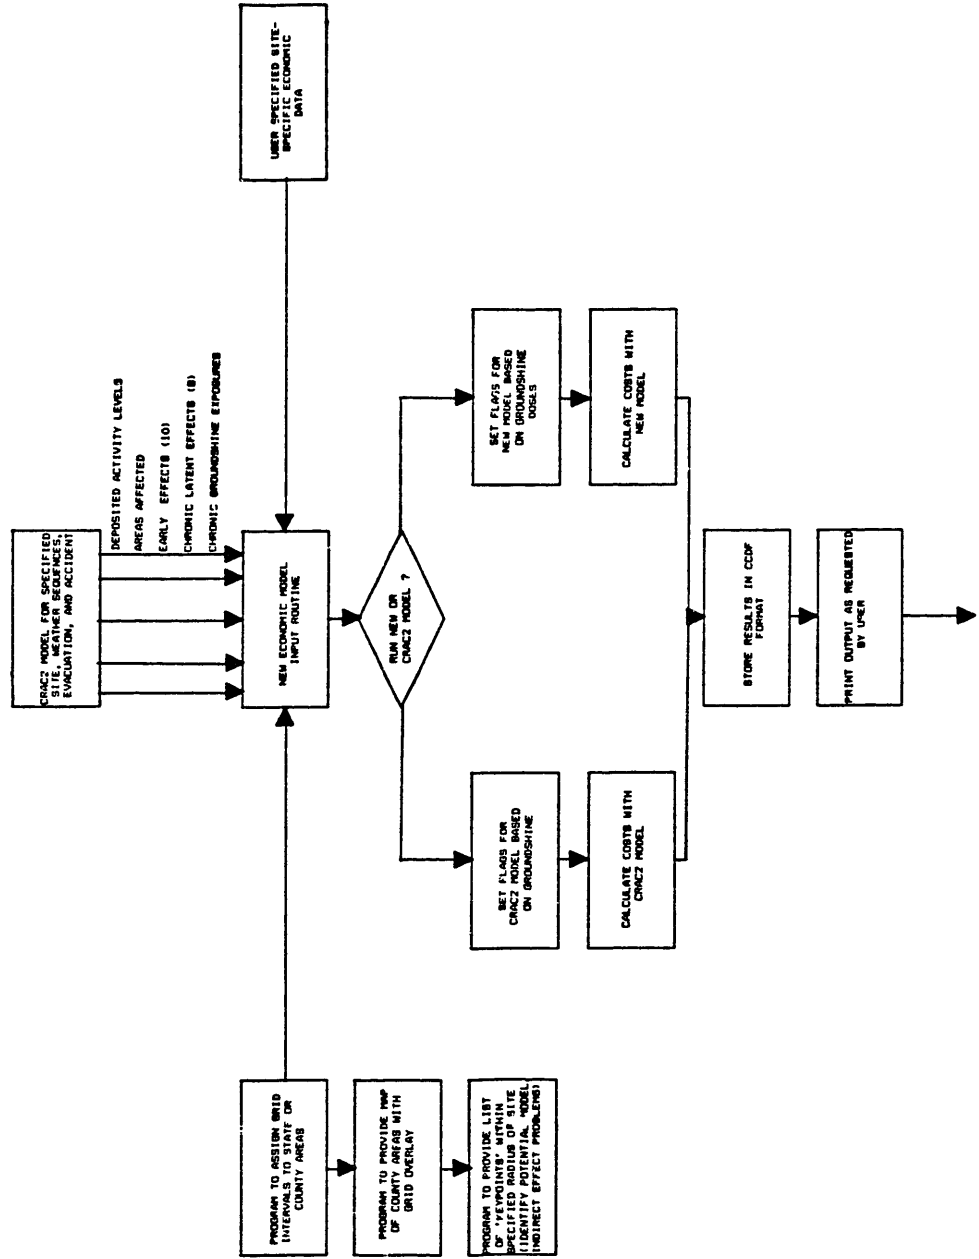 CRAC2 MODEL FOR SPECIFIED
SITE, WEATHER SEQUENCES,
EVACUATION, AND ACCIDENT
DEPOSITED ACTIVITY LEVELS
AREAS AFFECTED
EARLY EFFECTS (10)
CHRONIC LATENT EFFECTS (8)
CHRONIC GROUNDSHINE EXPOSURES
PROGRAM TO ASSIGN GRID
INTERVALS TO STATE OR
COUNTY AREAS
NEW ECONOMIC MODEL
INPUT ROUTINE
USER SPECIFIED SITE-
SPECIFIC ECONOMIC
DATA
PROGRAM TO PROVIDE MAP
OF COUNTY AREAS WITH
GRID OVERLAY
PROGRAM TO PROVIDE LIST
OF 'KEYPOINTS' WITHIN
SPECIFIED RADIUS OF SITE
(IDENTIFY POTENTIAL MODEL
INDIRECT EFFECT PROBLEMS)
RUN NEW OR
CRAC2 MODEL ?
SET FLAGS FOR
CRAC2 MODEL BASED
ON GROUNDSHINE
SET FLAGS FOR
NEW MODEL BASED
ON GROUNDSHINE
DOSES
CALCULATE COSTS WITH
CRAC2 MODEL
CALCULATE COSTS WITH
NEW MODEL
STORE RESULTS IN CCDF
FORMAT
PRINT OUTPUT AS REQUESTED
BY USER